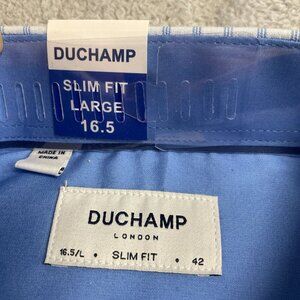 DUCHAMP
SLIM FIT
LARGE
16.5
MADE IN
CHINA
DUCHAMP
LONDON
16.5/L • SLIM FIT • 42